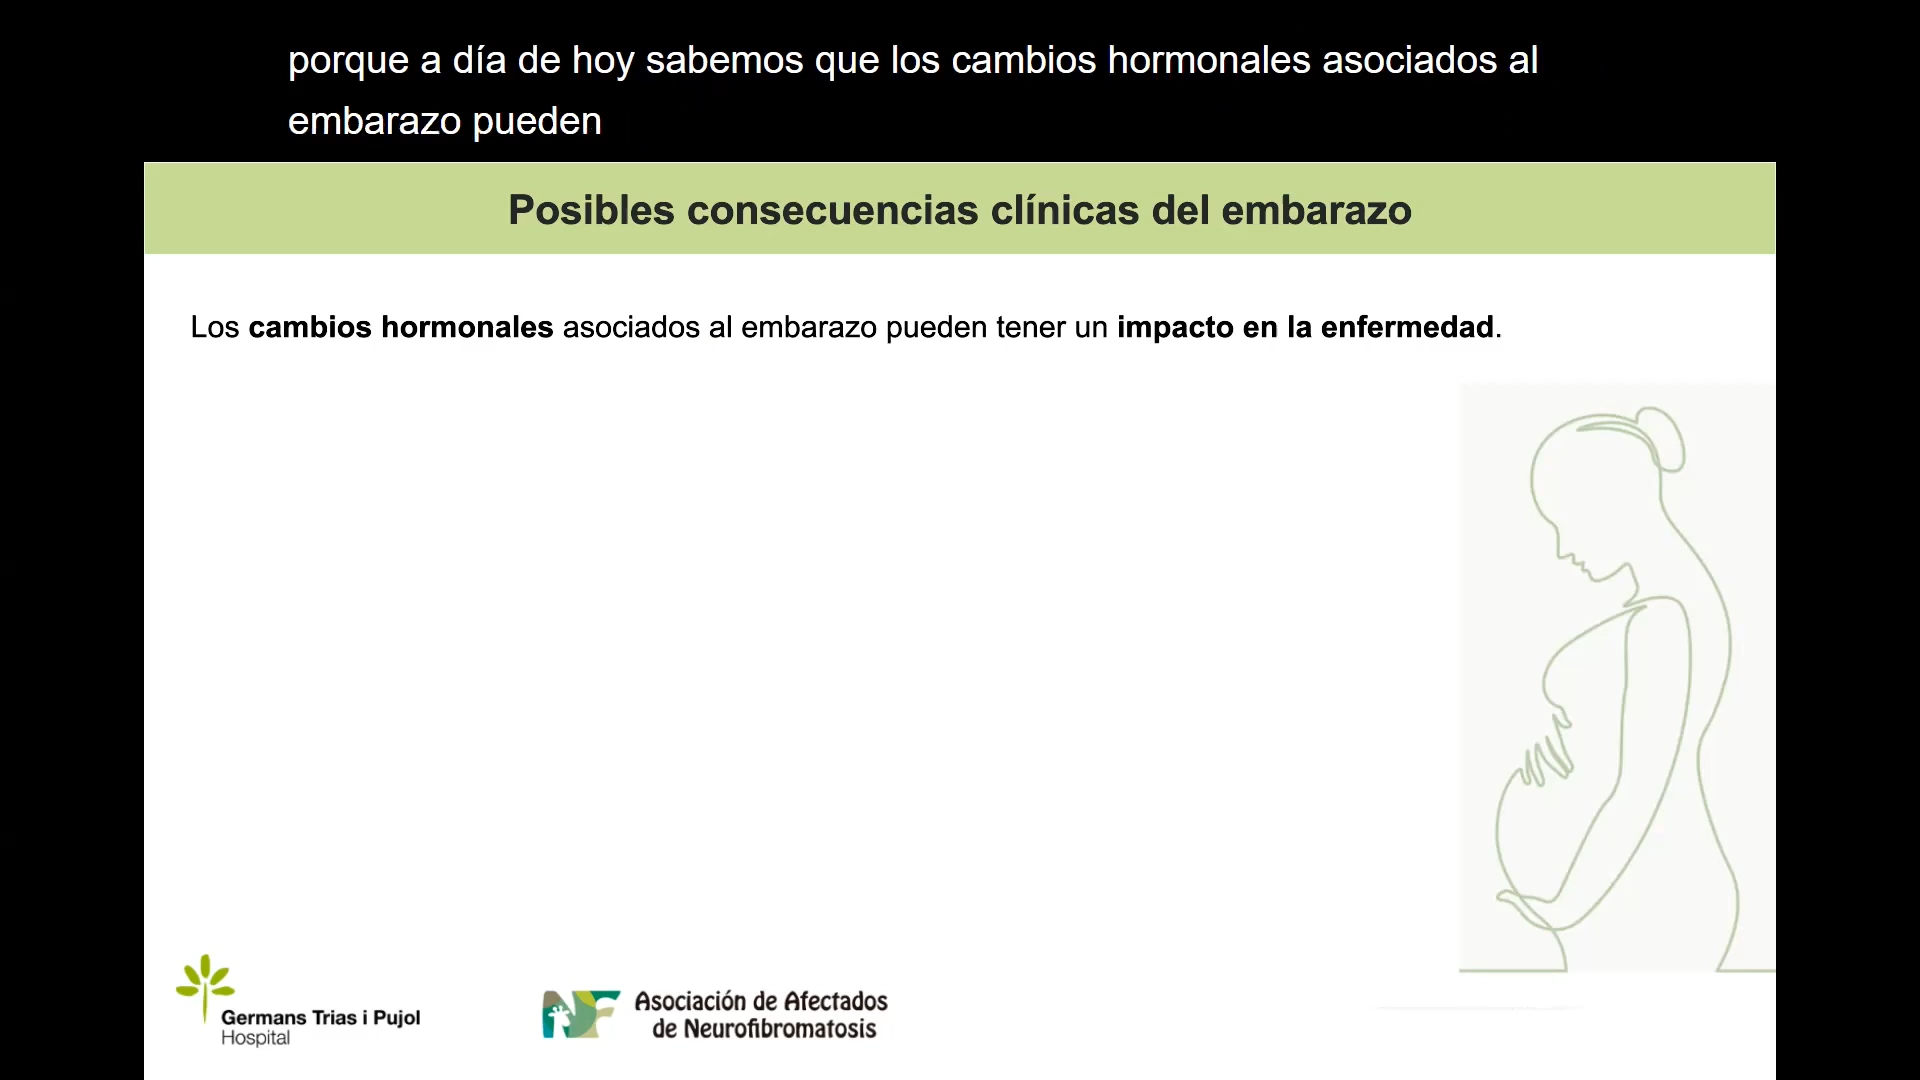 porque a día de hoy sabemos que los cambios hormonales asociados al
embarazo pueden
Posibles consecuencias clínicas del embarazo
Los cambios hormonales asociados al embarazo pueden tener un impacto en la enfermedad.
Germans Trias i Pujol
Hospital
NF
Asociación de Afectados
de Neurofibromatosis